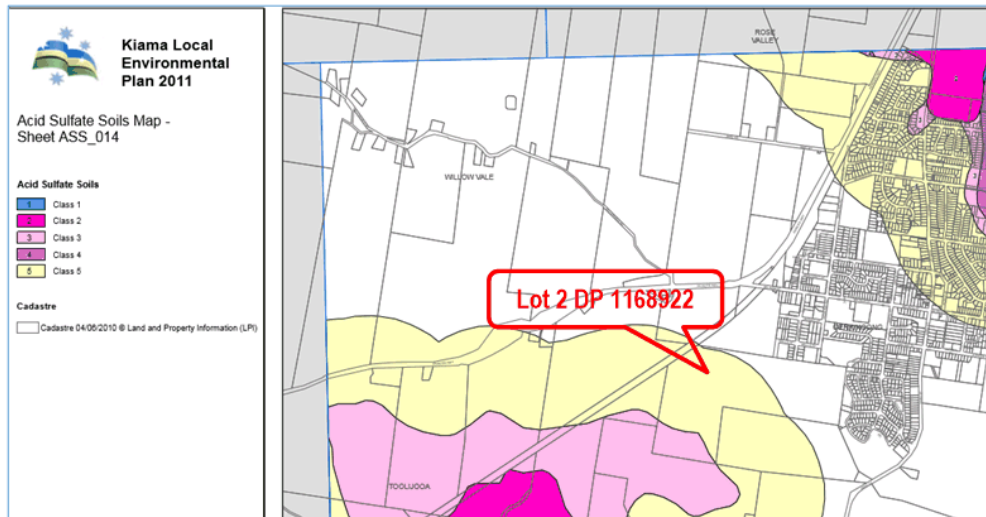 Kiama Local
Environmental
Plan 2011
Acid Sulfate Soils Map -
Sheet ASS_014
Acid Sulfate Soils
1 Class 1
2 Class 2
3 Class 3
4 Class 4
5 Class 5
Cadastre
Cadastre 04/06/2010 © Land and Property Information (LPI)
ROSE
VALLEY
WILLOW VALE
Lot 2 DP 1168922
3
3